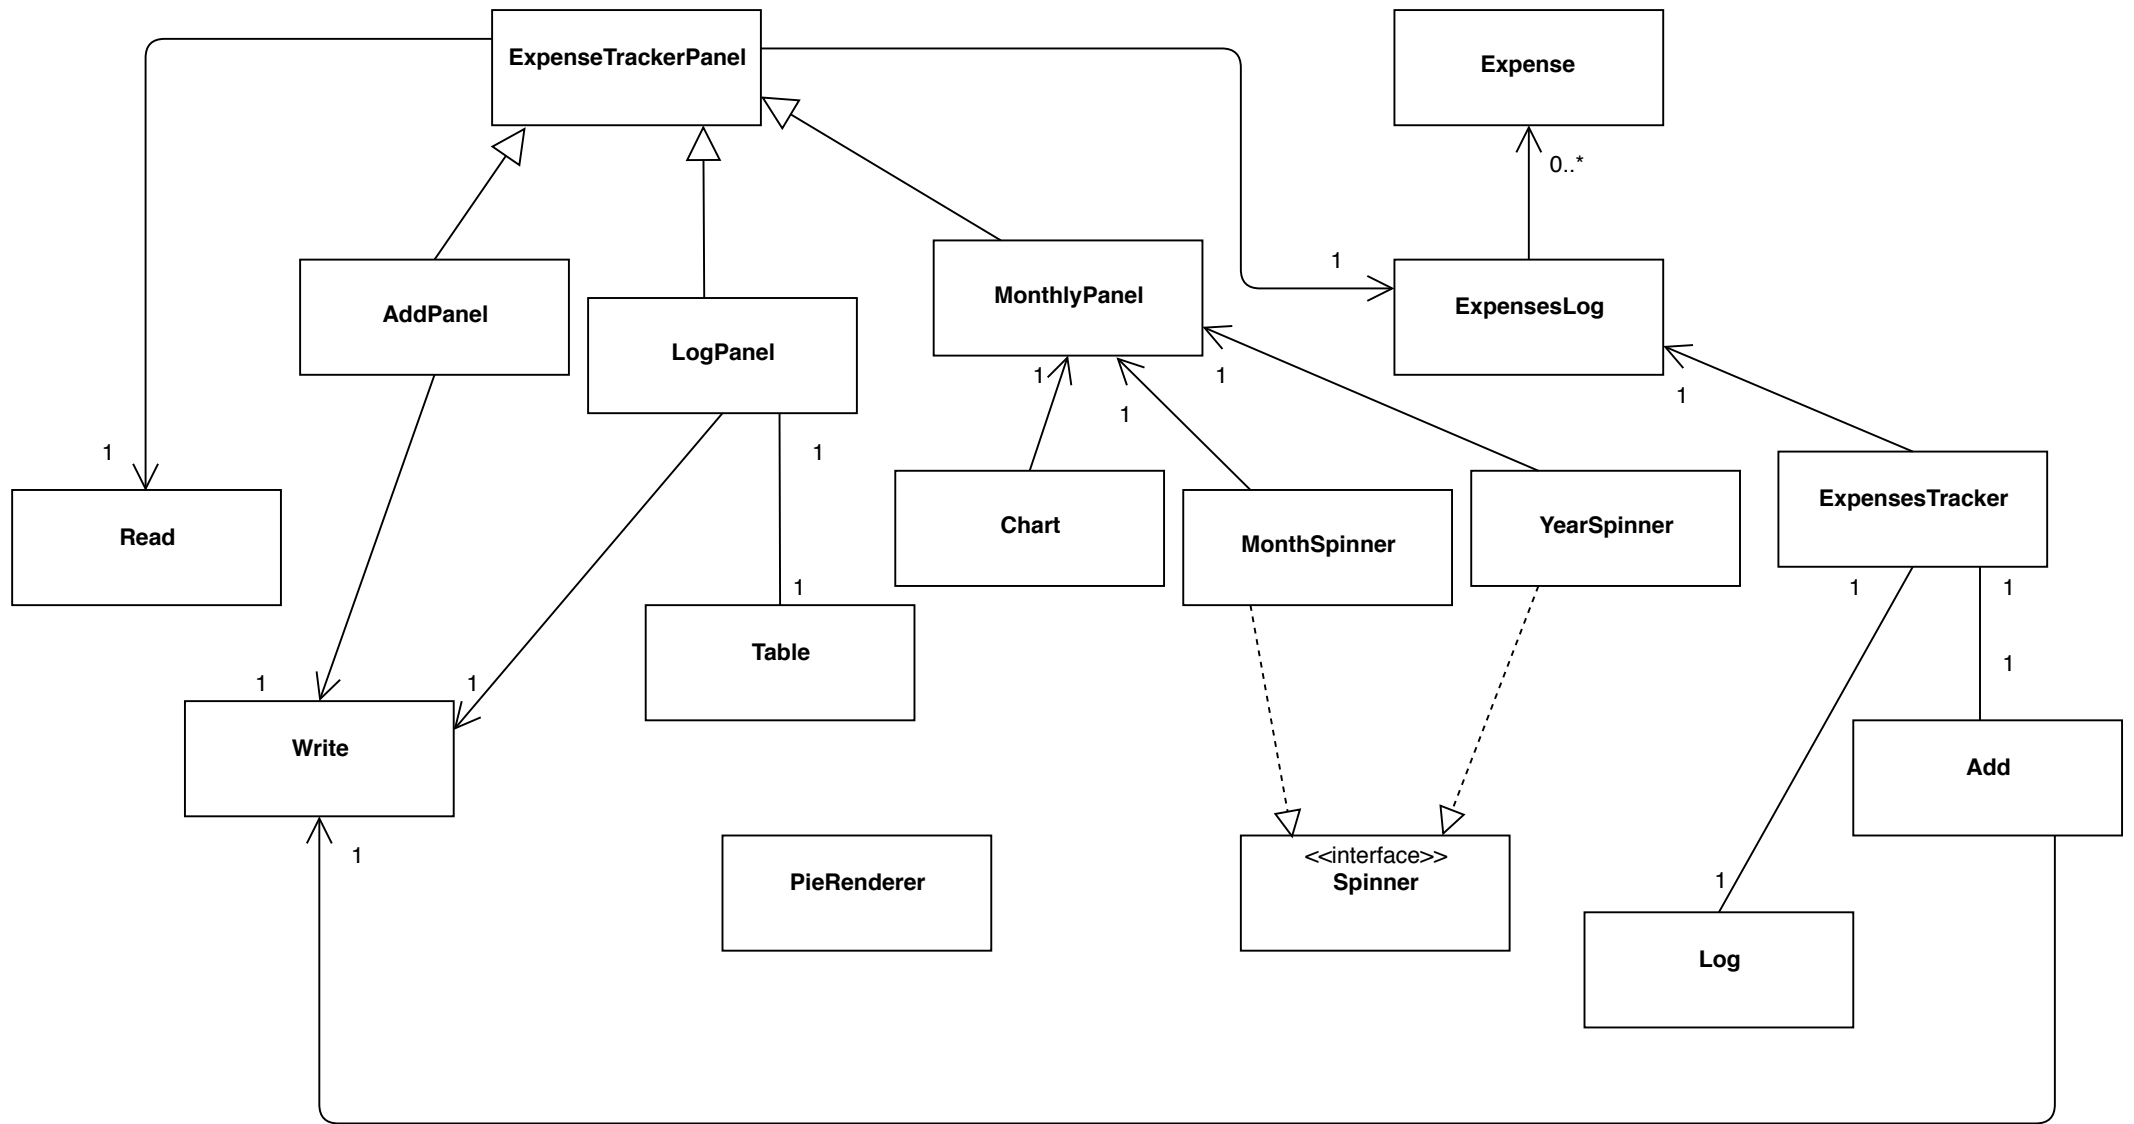 ExpenseTrackerPanel
Expense
0..*
1
MonthlyPanel
ExpensesLog
AddPanel
LogPanel
1
1
1
1
1
1
ExpensesTracker
Chart
YearSpinner
Read
MonthSpinner
1
1
1
Table
1
1
1
Write
Add
1
<<interface>>
Spinner
PieRenderer
1
Log